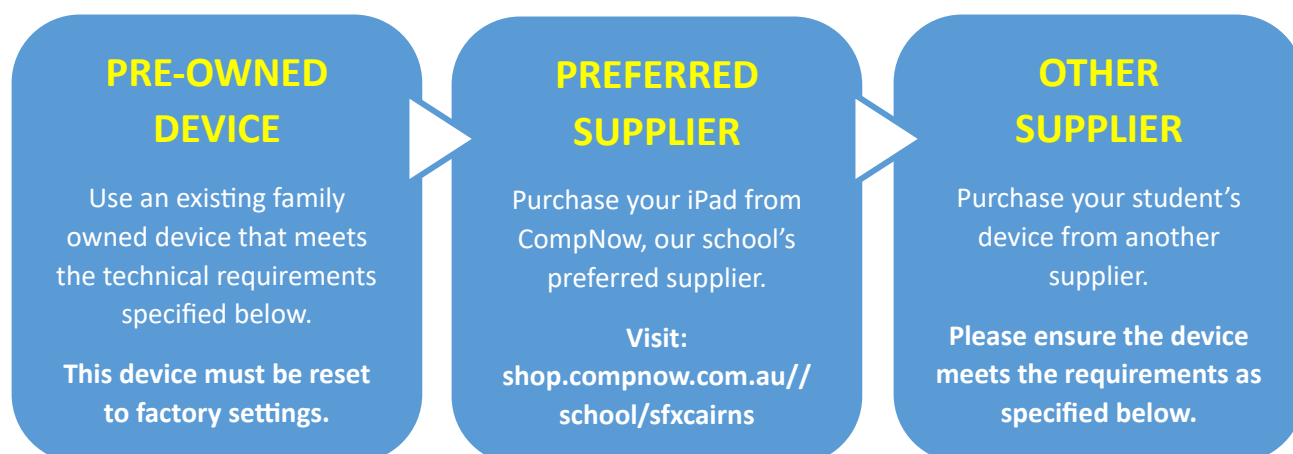 PRE-OWNED
DEVICE
Use an existing family
owned device that meets
the technical requirements
specified below.
This device must be reset
to factory settings.
PREFERRED
SUPPLIER
Purchase your iPad from
CompNow, our school’s
preferred supplier.
Visit:
shop.compnow.com.au//
school/sfxcairns
OTHER
SUPPLIER
Purchase your student’s
device from another
supplier.
Please ensure the device
meets the requirements as
specified below.